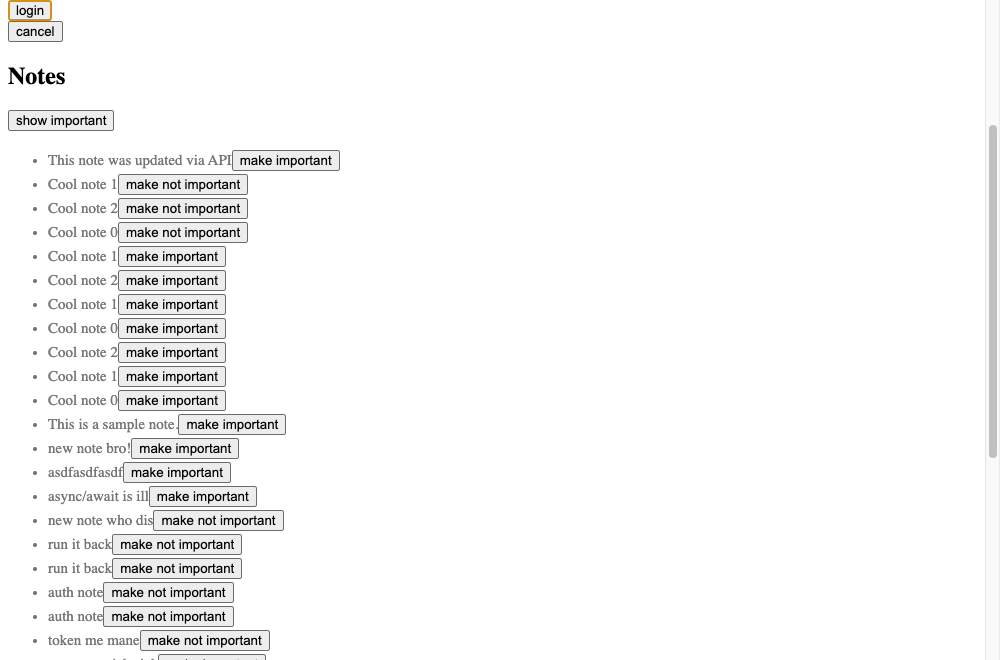 login
cancel
Notes
show important
This note was updated via API make important
Cool note 1 make not important
Cool note 2 make not important
Cool note 0 make not important
Cool note 1 make important
Cool note 2 make important
Cool note 1 make important
Cool note 0 make important
Cool note 2 make important
Cool note 1 make important
Cool note 0 make important
This is a sample note. make important
new note bro! make important
asdfasdfasdf make important
async/await is ill make important
new note who dis make not important
run it back make not important
run it back make not important
auth note make not important
auth note make not important
token me mane make not important